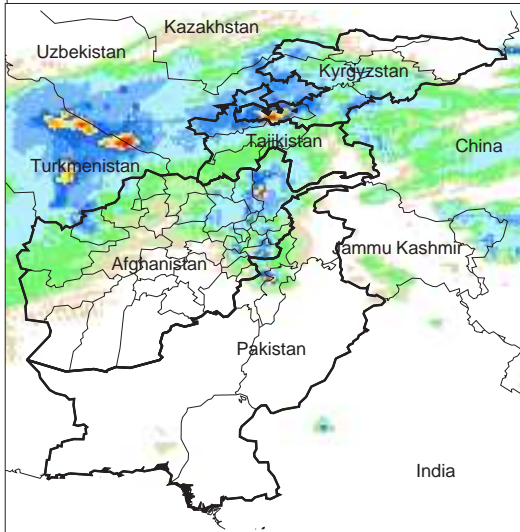 Kazakhstan
Uzbekistan
Kyrgyzstan
Tajikistan
China
Turkmenistan
Jammu Kashmir
Afghanistan
Pakistan
India